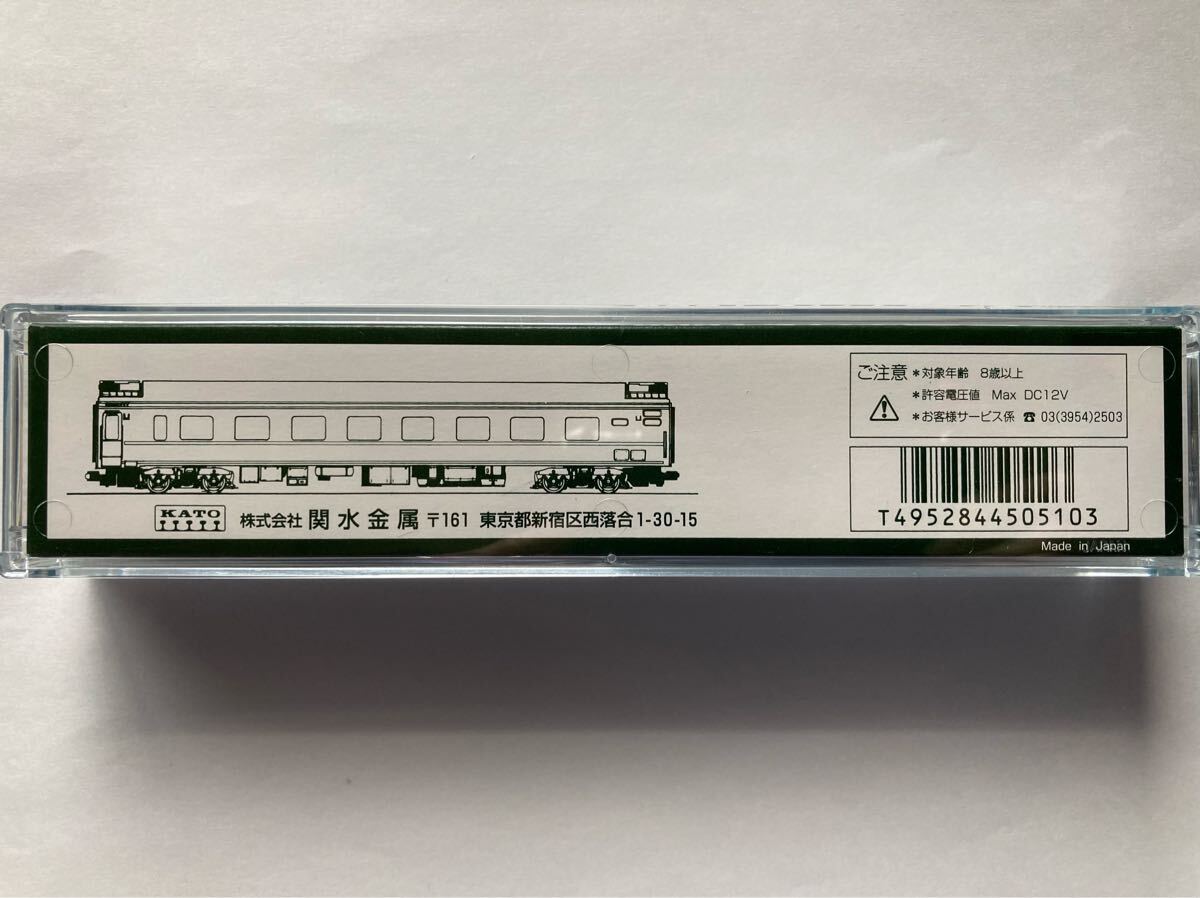 ご注意 *対象年齢 8歳以上
*許容電圧値 Max DC12V
*お客様サービス係 ☎ 03(3954)2503
T4952844505103
KATO 株式会社 関水金属 〒161 東京都新宿区西落合1-30-15
Made in Japan